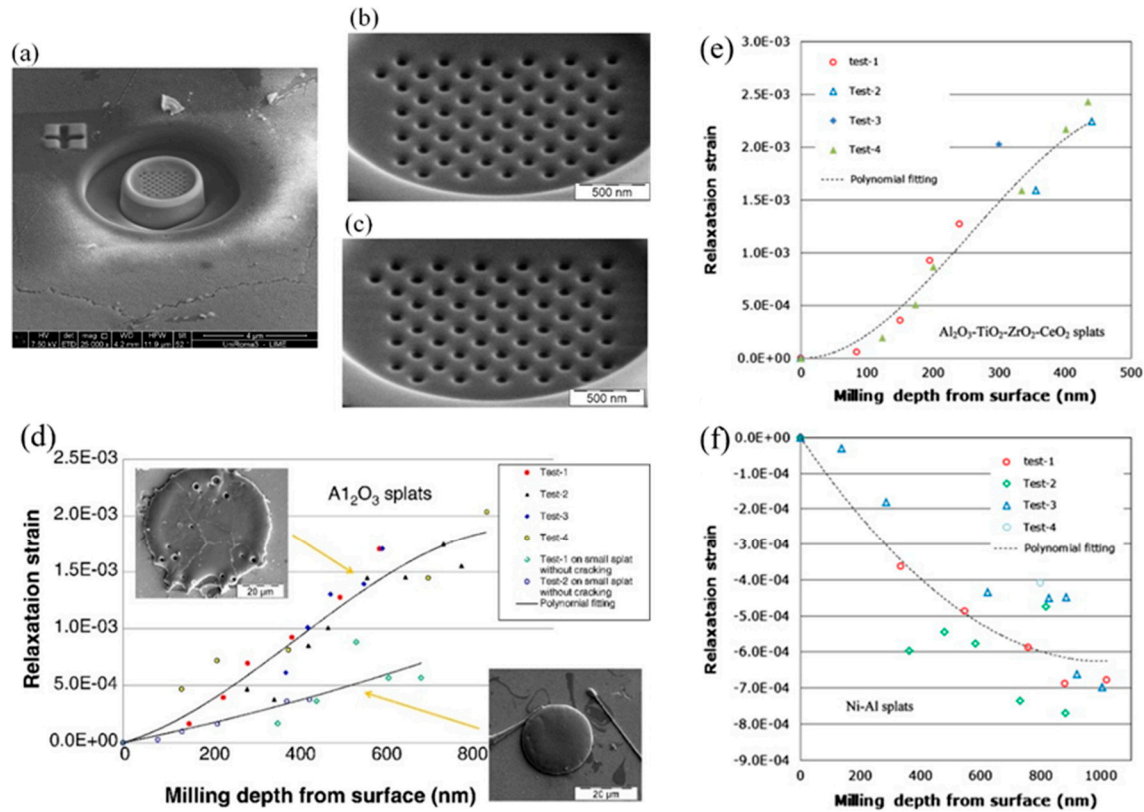 (a)
HV
det
mag
WD
HFW
tilt
4 µm
7.50 kV
ETD
25 000 x
4.2 mm
11.9 µm
52 °
UniRoma3 - LIME
(b)
500 nm
(c)
500 nm
(d)
2.5E-03
2.0E-03
1.5E-03
1.0E-03
5.0E-04
0.0E+00
Relaxataion strain
A1₂O₃ splats
20 µm
Test-1
Test-2
Test-3
Test-4
Test-1 on small splat
without cracking
Test-2 on small splat
without cracking
Polynomial fitting
20 µm
0
200
400
600
800
Milling depth from surface (nm)
(e)
3.0E-03
2.5E-03
2.0E-03
1.5E-03
1.0E-03
5.0E-04
0.0E+00
Relaxataion strain
test-1
Test-2
Test-3
Test-4
Polynomial fitting
Al₂O₃-TiO₂-ZrO₂-CeO₂ splats
0
100
200
300
400
500
Milling depth from surface (nm)
(f)
0.0E+00
-1.0E-04
-2.0E-04
-3.0E-04
-4.0E-04
-5.0E-04
-6.0E-04
-7.0E-04
-8.0E-04
-9.0E-04
Relaxataion strain
test-1
Test-2
Test-3
Test-4
Polynomial fitting
Ni-Al splats
0
200
400
600
800
1000
Milling depth from surface (nm)